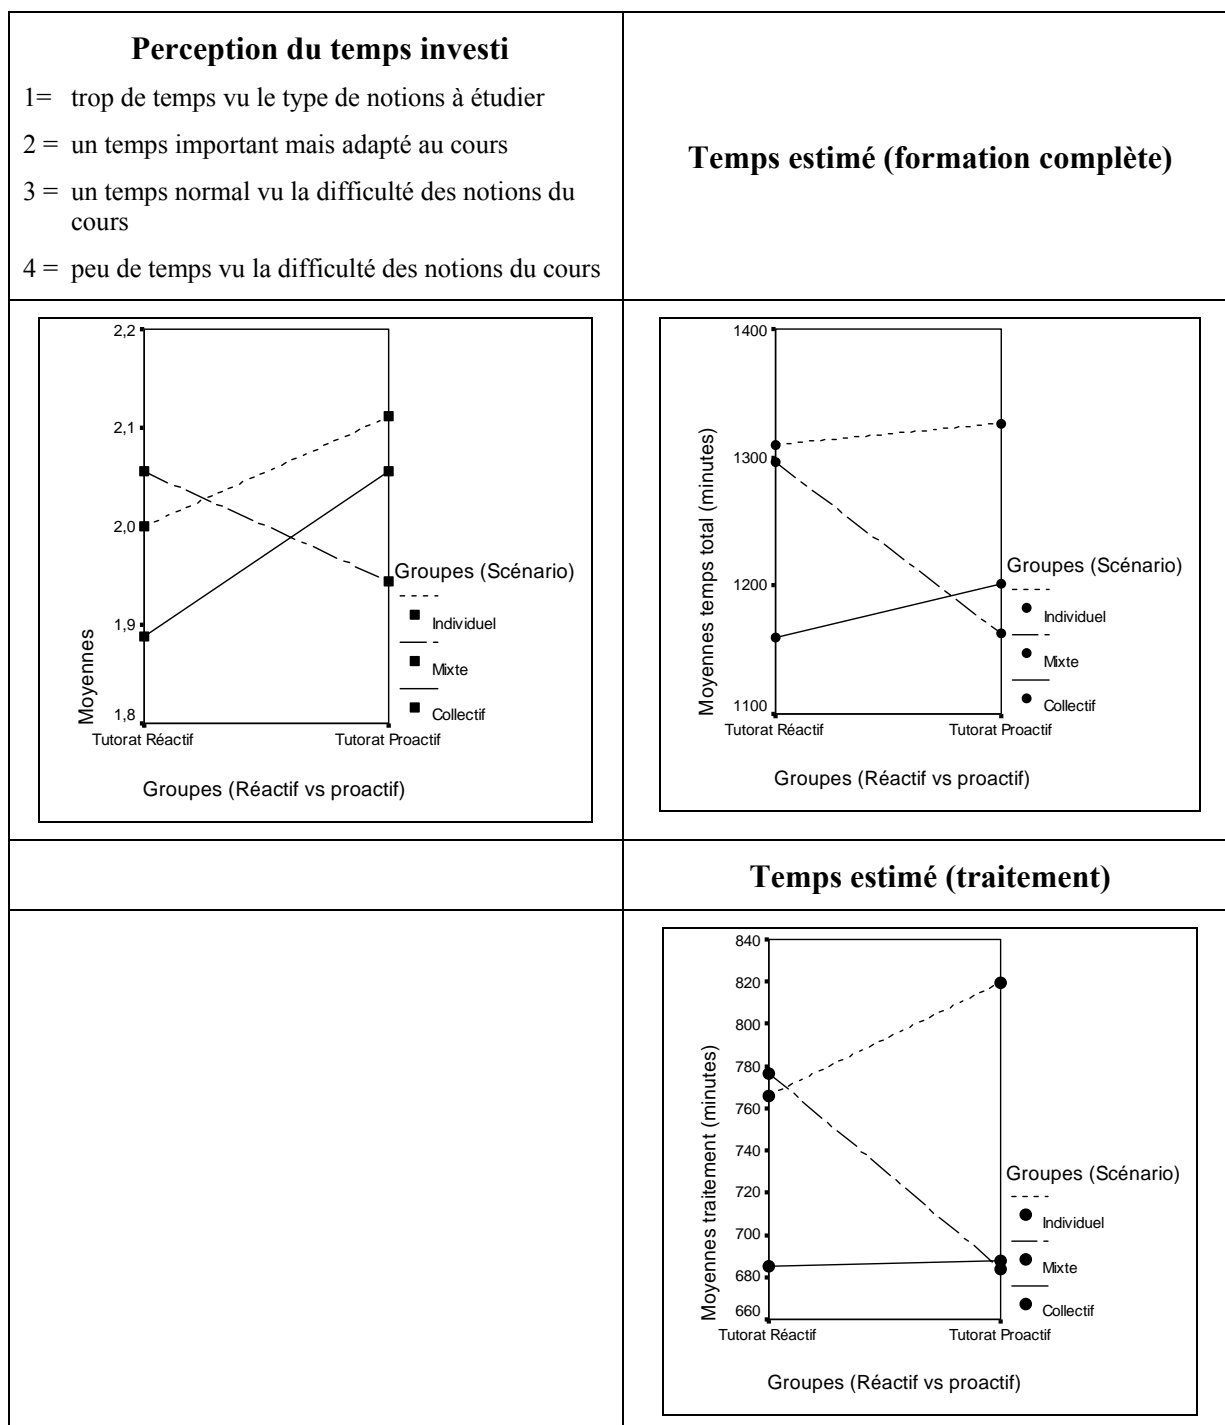 Perception du temps investi
1= trop de temps vu le type de notions à étudier
2 = un temps important mais adapté au cours
3 = un temps normal vu la difficulté des notions du
cours
4 = peu de temps vu la difficulté des notions du cours
Temps estimé (formation complète)
2,2
2,1
2,0
1,9
1,8
Moyennes
Tutorat Réactif
Tutorat Proactif
Groupes (Réactif vs proactif)
Groupes (Scénario)
Individuel
Mixte
Collectif
1400
1300
1200
1100
Moyennes temps total (minutes)
Tutorat Réactif
Tutorat Proactif
Groupes (Réactif vs proactif)
Groupes (Scénario)
Individuel
Mixte
Collectif
Temps estimé (traitement)
840
820
800
780
760
740
720
700
680
660
Moyennes traitement (minutes)
Tutorat Réactif
Tutorat Proactif
Groupes (Réactif vs proactif)
Groupes (Scénario)
Individuel
Mixte
Collectif